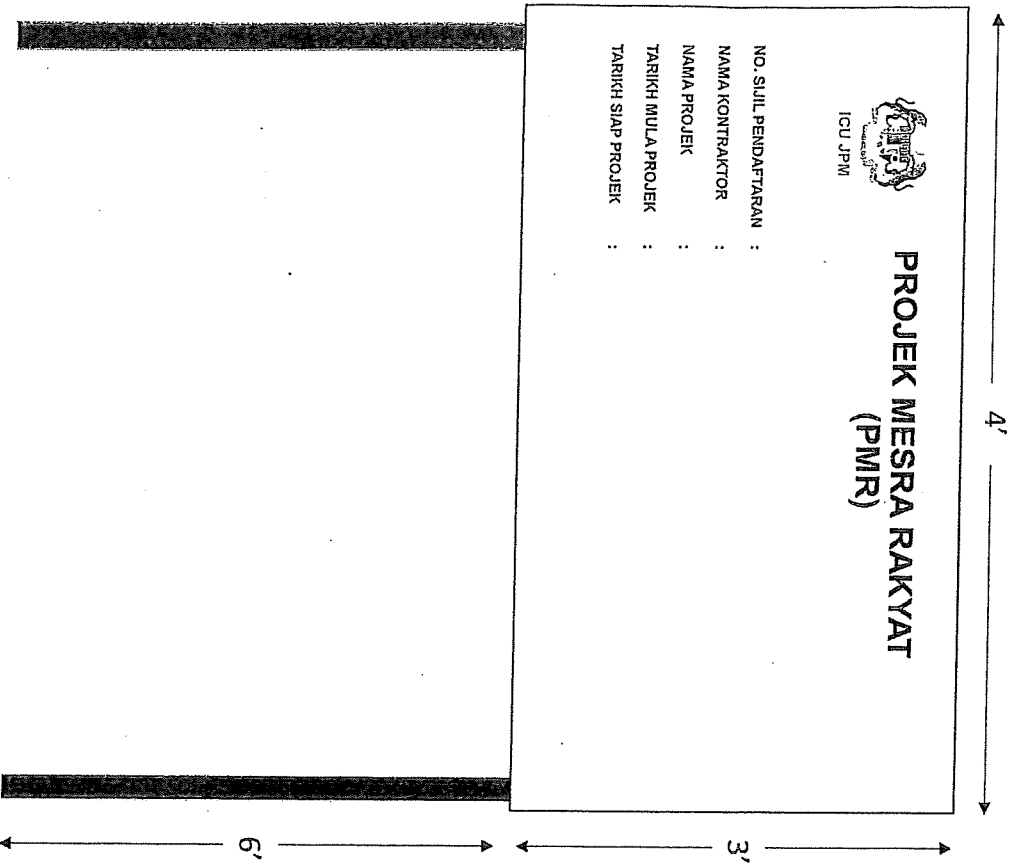 4'
PROJEK MESRA RAKYAT
(PMR)
ICU JPM
NO. SIJIL PENDAFTARAN :
NAMA KONTRAKTOR :
NAMA PROJEK :
TARIKH MULA PROJEK :
TARIKH SIAP PROJEK :
3'
6'